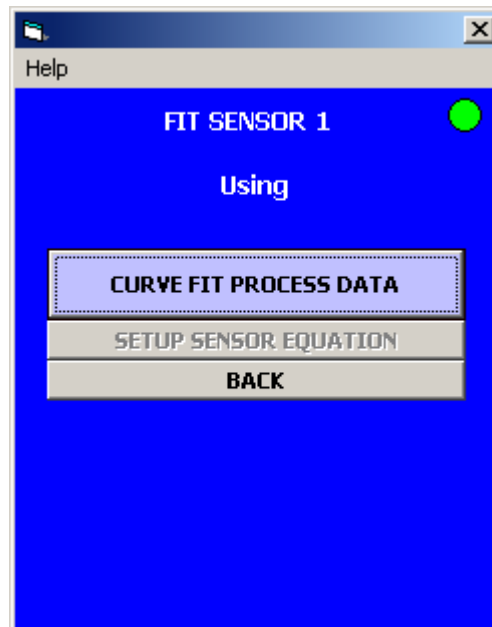 Help
FIT SENSOR 1
Using
CURVE FIT PROCESS DATA
SETUP SENSOR EQUATION
BACK